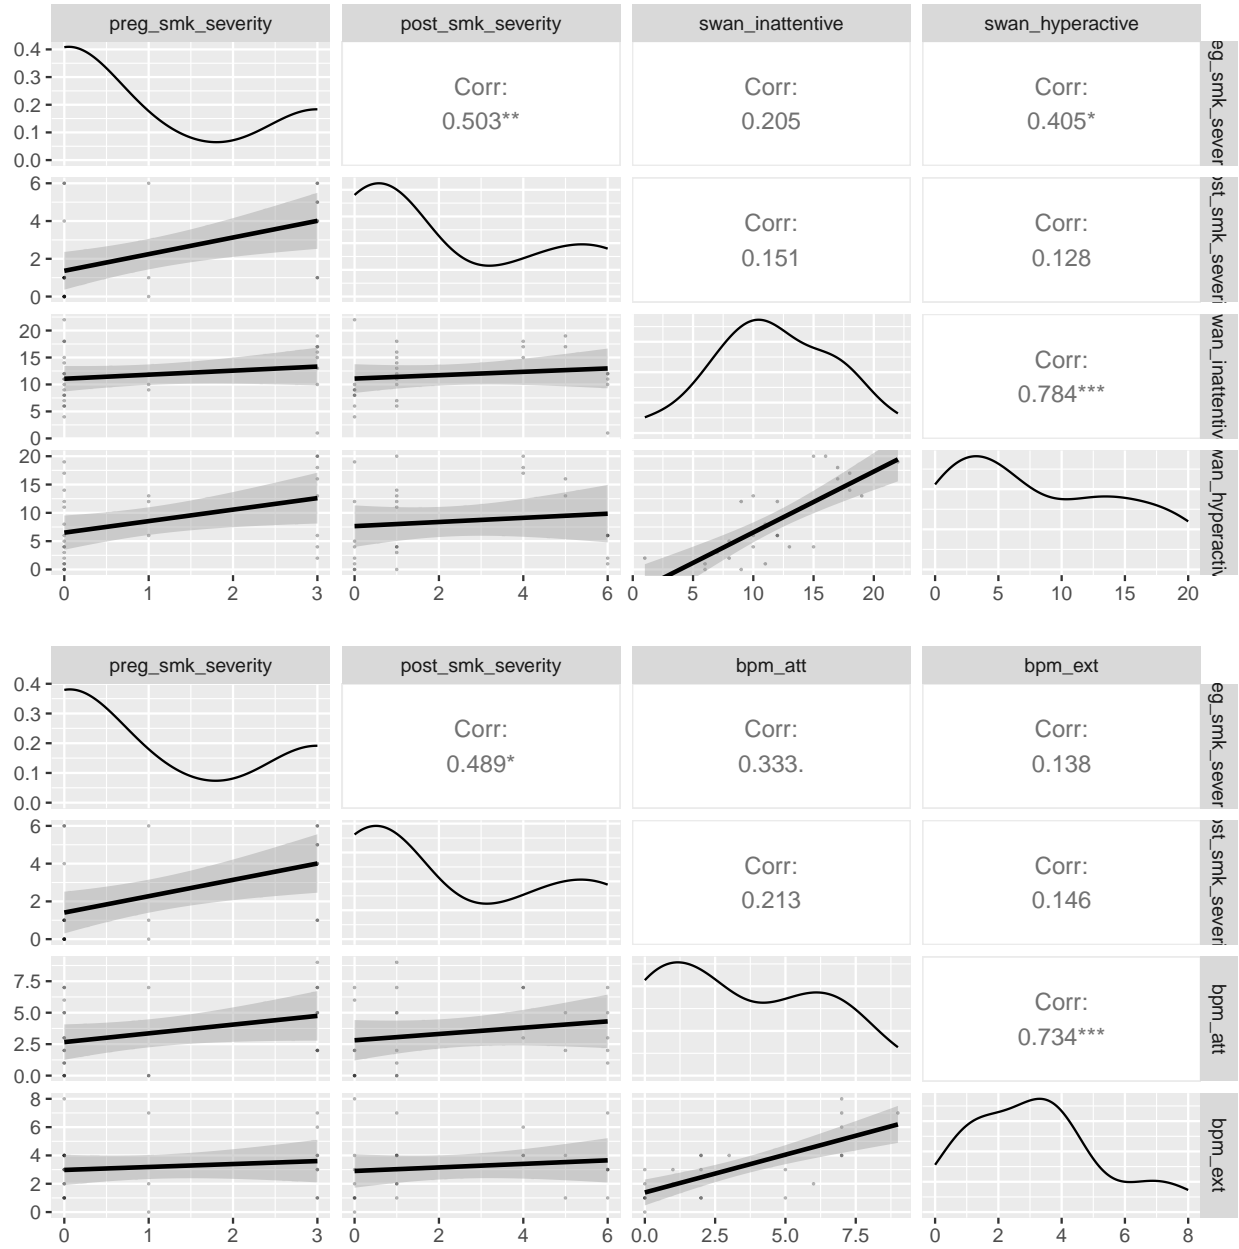 preg_smk_severity post_smk_severity swan_inattentive swan_hyperactive
0.4
0.3
0.2
0.1
0.0
Corr:
0.503**
Corr:
0.205
Corr:
0.405*
eg_smk_sever
6
4
2
0
Corr:
0.151
Corr:
0.128
ost_smk_severi
20
15
10
5
0
Corr:
0.784***
wan_inattentiv
20
15
10
5
0
wan_hyperactiv
0 1 2 3 0 2 4 6 0 5 10 15 20 0 5 10 15 20
preg_smk_severity post_smk_severity bpm_att bpm_ext
0.4
0.3
0.2
0.1
0.0
Corr:
0.489*
Corr:
0.333.
Corr:
0.138
eg_smk_sever
6
4
2
0
Corr:
0.213
Corr:
0.146
ost_smk_severi
7.5
5.0
2.5
0.0
Corr:
0.734***
bpm_att
8
6
4
2
0
bpm_ext
0 1 2 3 0 2 4 6 0.0 2.5 5.0 7.5 0 2 4 6 8